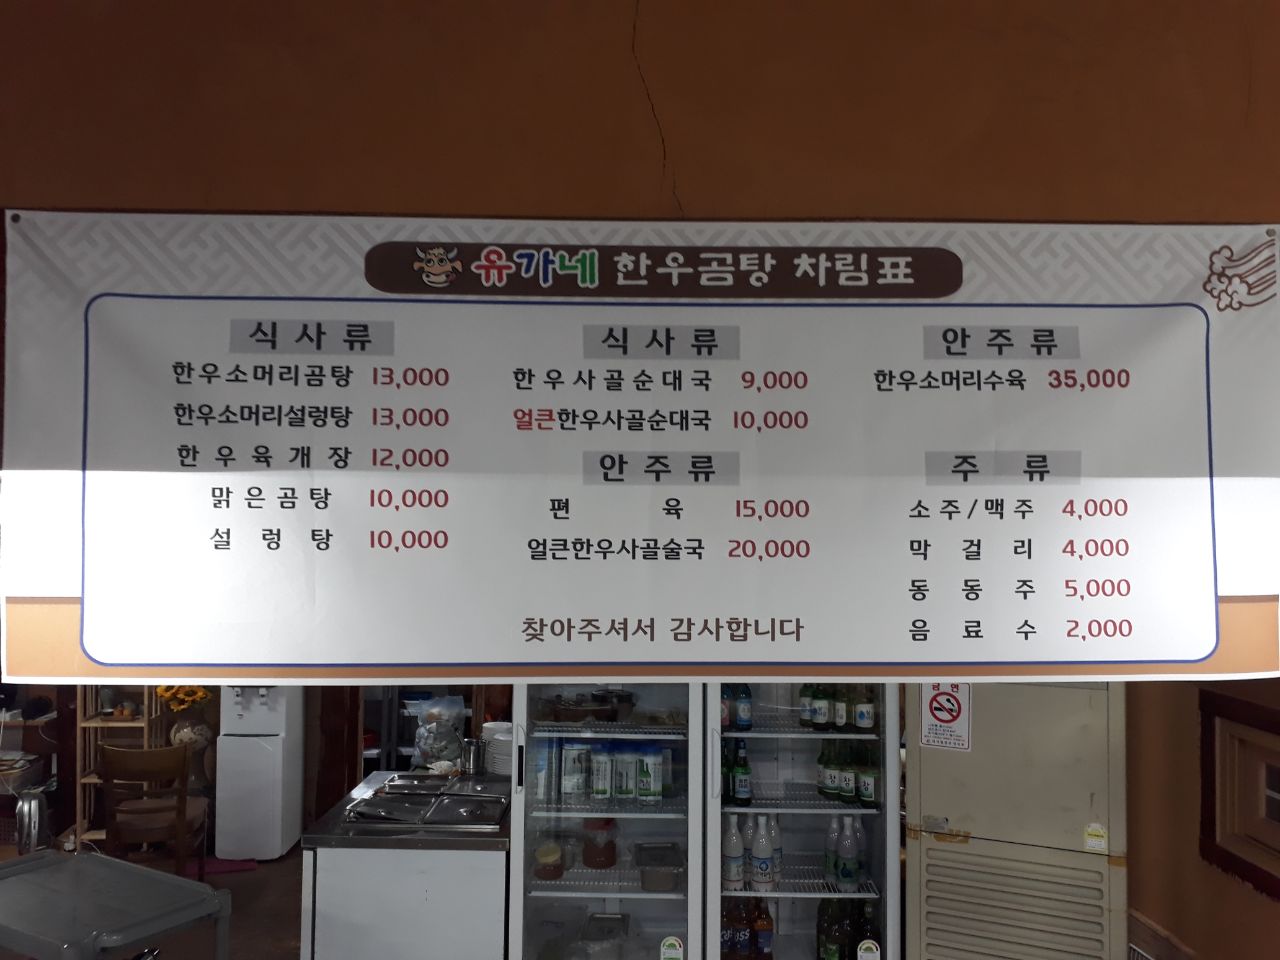 유가네 한우곰탕 차림표
식사류
한우소머리곰탕 13,000
한우소머리설렁탕 13,000
한우육개장 12,000
맑은곰탕 10,000
설렁탕 10,000
식사류
한우사골순대국 9,000
얼큰한우사골순대국 10,000
안주류
편육 15,000
얼큰한우사골술국 20,000
찾아주셔서 감사합니다
안주류
한우소머리수육 35,000
주류
소주/맥주 4,000
막걸리 4,000
동동주 5,000
음료수 2,000
금연